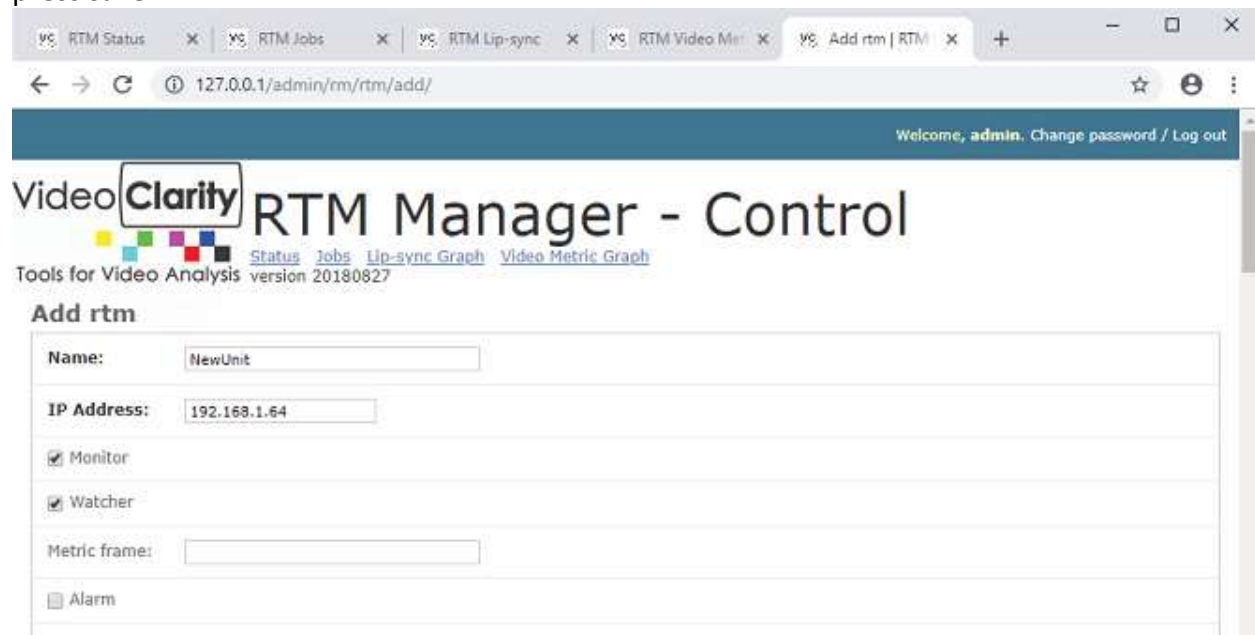 RTM Status
RTM Jobs
RTM Lip-sync
RTM Video Met
Add rtm | RTM
127.0.0.1/admin/rm/rtm/add/
Welcome, admin. Change password / Log out
Video Clarity
RTM Manager - Control
Status Jobs Lip-sync Graph Video Metric Graph
Tools for Video Analysis version 20180827
Add rtm
Name: NewUnit
IP Address: 192.168.1.64
Monitor
Watcher
Metric frame:
Alarm